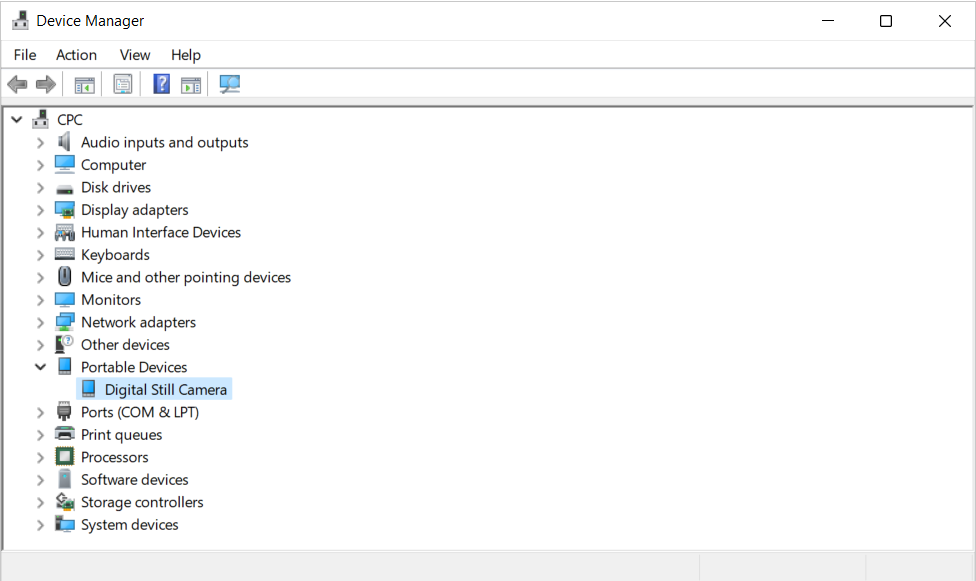 Device Manager
File Action View Help
CPC
Audio inputs and outputs
Computer
Disk drives
Display adapters
Human Interface Devices
Keyboards
Mice and other pointing devices
Monitors
Network adapters
Other devices
Portable Devices
Digital Still Camera
Ports (COM & LPT)
Print queues
Processors
Software devices
Storage controllers
System devices